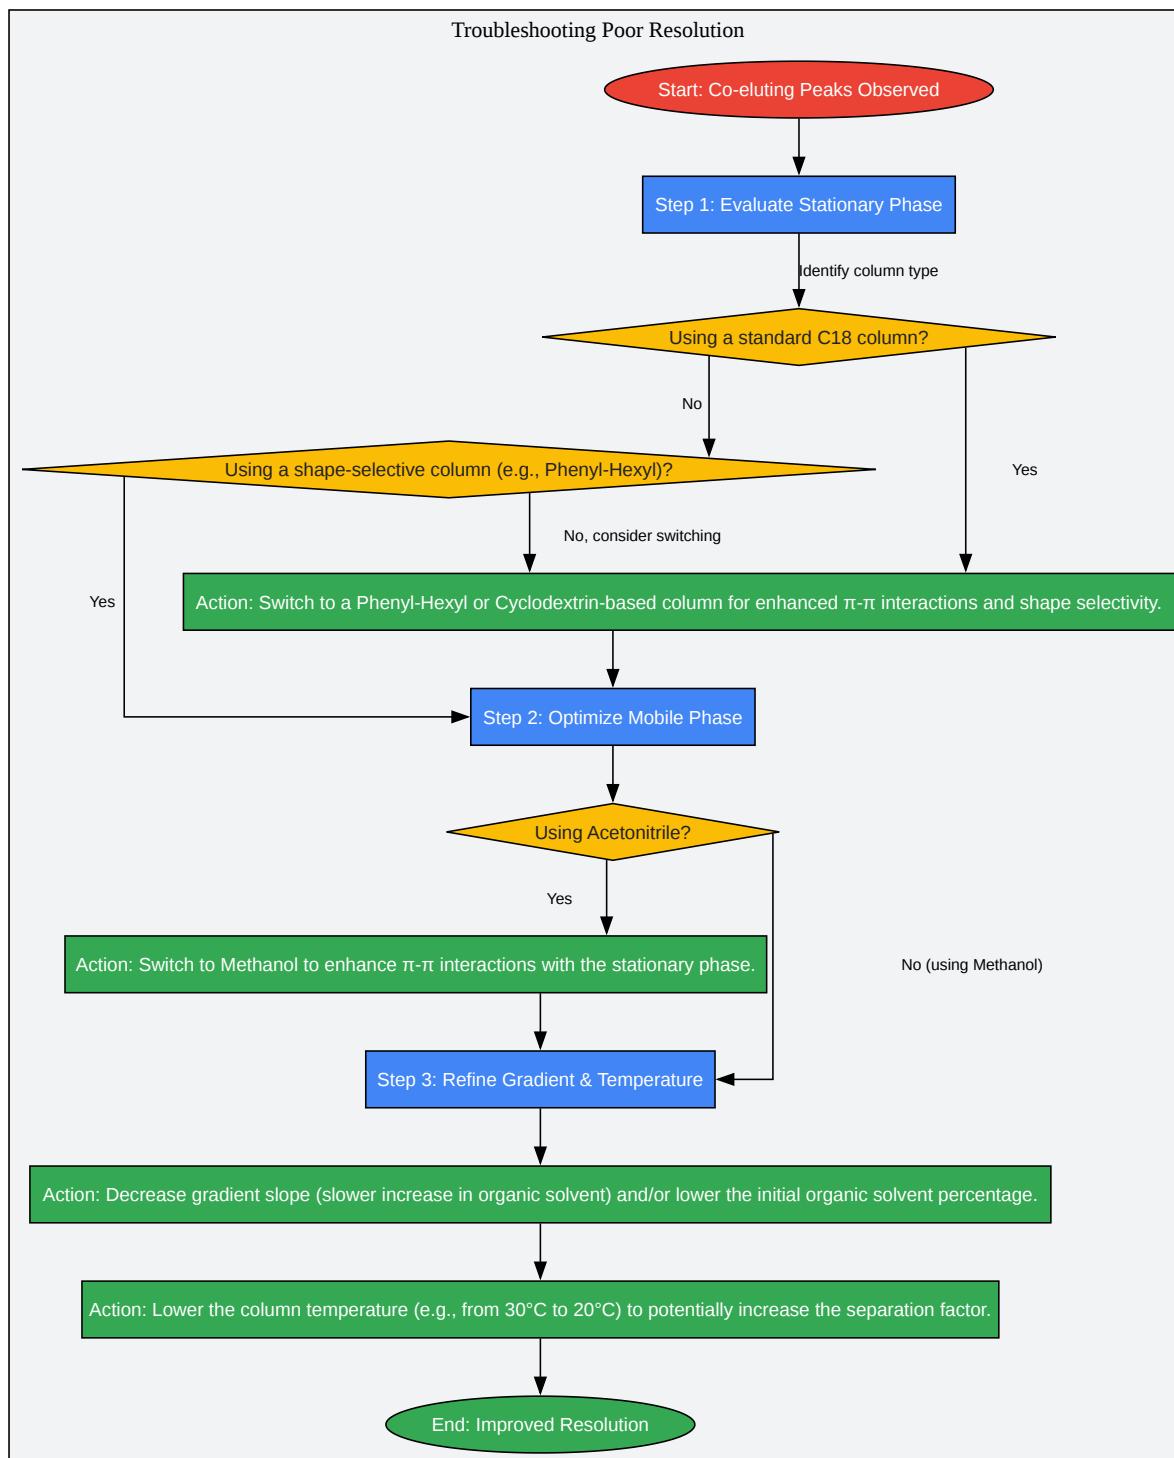 Troubleshooting Poor Resolution
Start: Co-eluting Peaks Observed
Step 1: Evaluate Stationary Phase
Identify column type
Using a standard C18 column?
No
Using a shape-selective column (e.g., Phenyl-Hexyl)?
Yes
No, consider switching
Yes
Action: Switch to a Phenyl-Hexyl or Cyclodextrin-based column for enhanced π-π interactions and shape selectivity.
Step 2: Optimize Mobile Phase
Using Acetonitrile?
Yes
Action: Switch to Methanol to enhance π-π interactions with the stationary phase.
No (using Methanol)
Step 3: Refine Gradient & Temperature
Action: Decrease gradient slope (slower increase in organic solvent) and/or lower the initial organic solvent percentage.
Action: Lower the column temperature (e.g., from 30°C to 20°C) to potentially increase the separation factor.
End: Improved Resolution